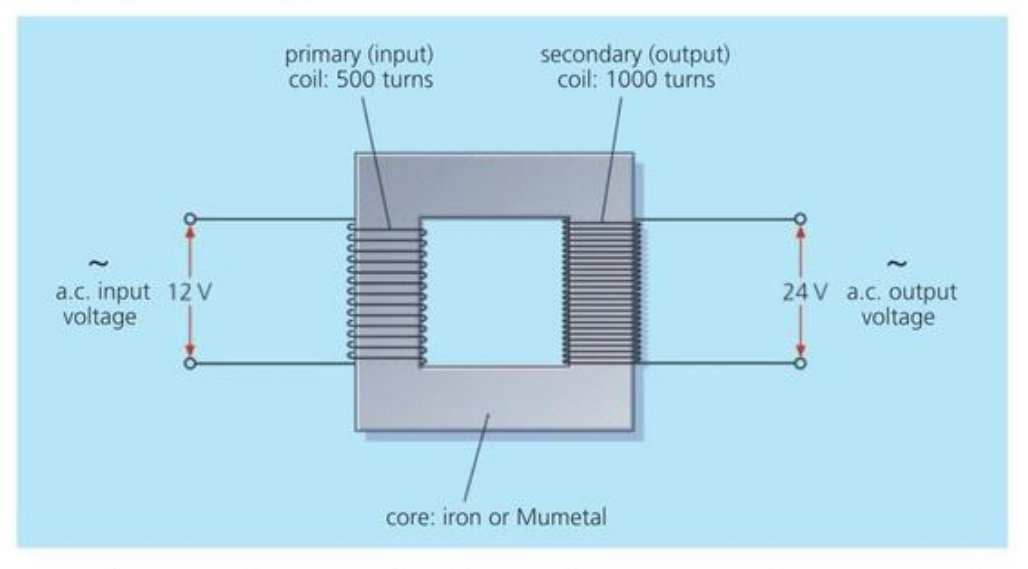 primary (input)
coil: 500 turns
secondary (output)
coil: 1000 turns
~
a.c. input
voltage
12 V
24 V
~
a.c. output
voltage
core: iron or Mumetal